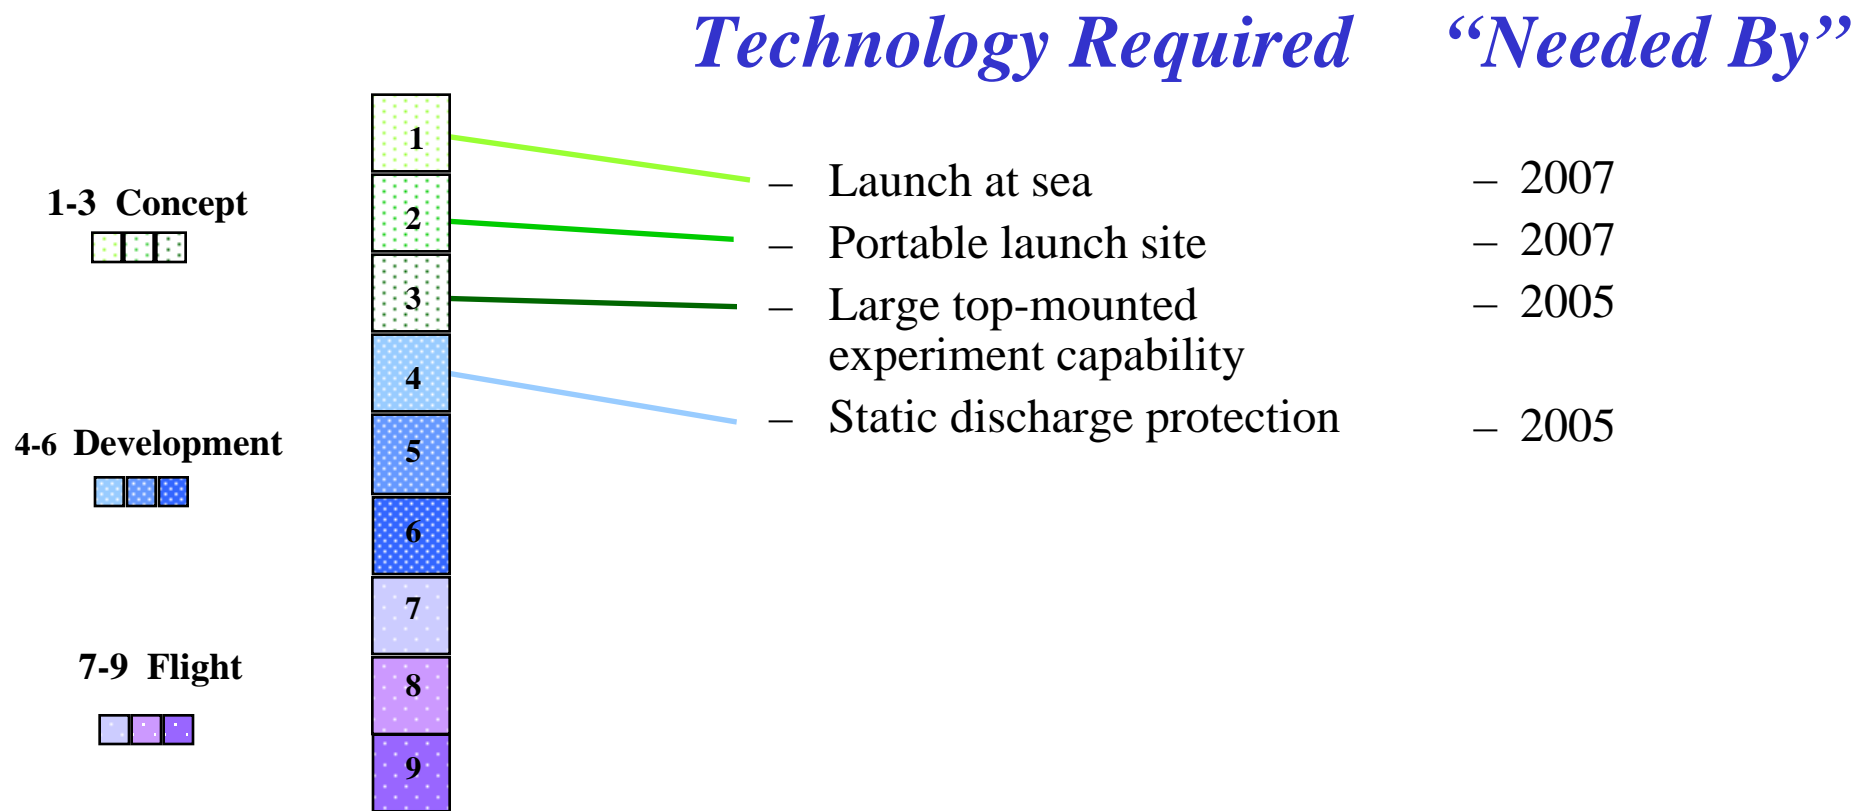 Technology Required “Needed By”
1
– Launch at sea – 2007
1-3 Concept
2
– Portable launch site – 2007
3
– Large top-mounted – 2005
experiment capability
4
– Static discharge protection – 2005
4-6 Development
5
6
7
7-9 Flight
8
9